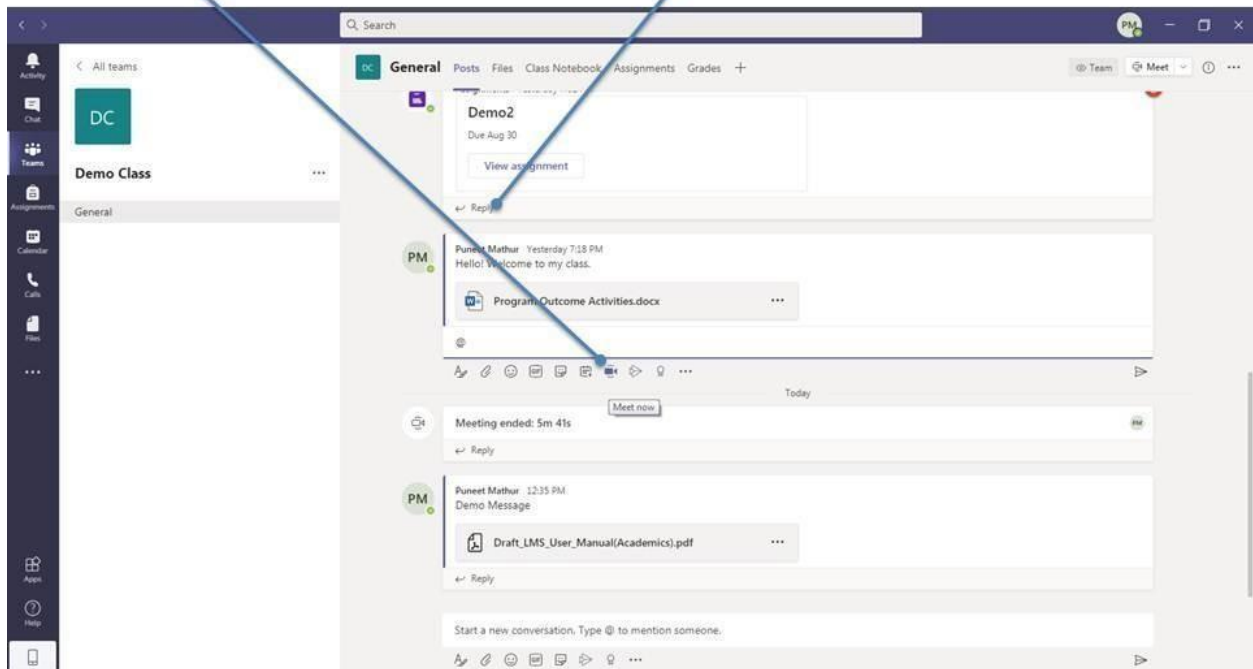 Search
PM
Activity
Chat
Teams
Assignments
Calendar
Calls
Files
Apps
Help
All teams
DC
Demo Class
General
DC General Posts Files Class Notebook Assignments Grades +
Team Meet
Demo2
Due Aug 30
View assignment
Reply
PM
Puneet Mathur Yesterday 7:18 PM
Hello! Welcome to my class.
Program Outcome Activities.docx
@
GIF
Meet now
Today
Meeting ended: 5m 41s
PM
Reply
PM
Puneet Mathur 12:35 PM
Demo Message
Draft_LMS_User_Manual(Academics).pdf
Reply
Start a new conversation. Type @ to mention someone.
GIF